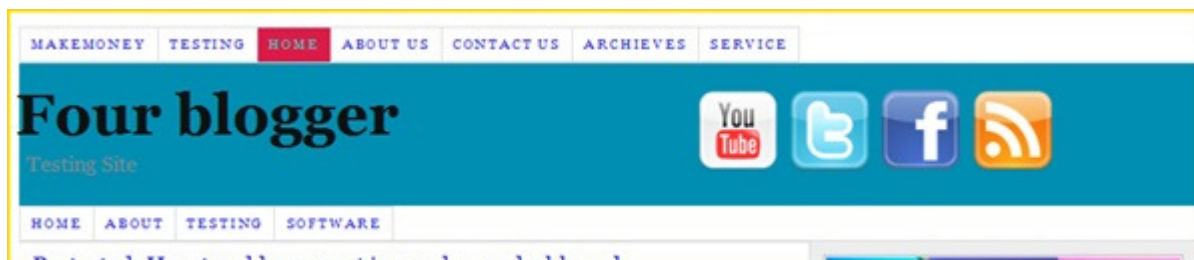 MAKEMONEY TESTING HOME ABOUT US CONTACT US ARCHIEVES SERVICE
Four blogger
You
Tube
t
f
Testing Site
HOME ABOUT TESTING SOFTWARE